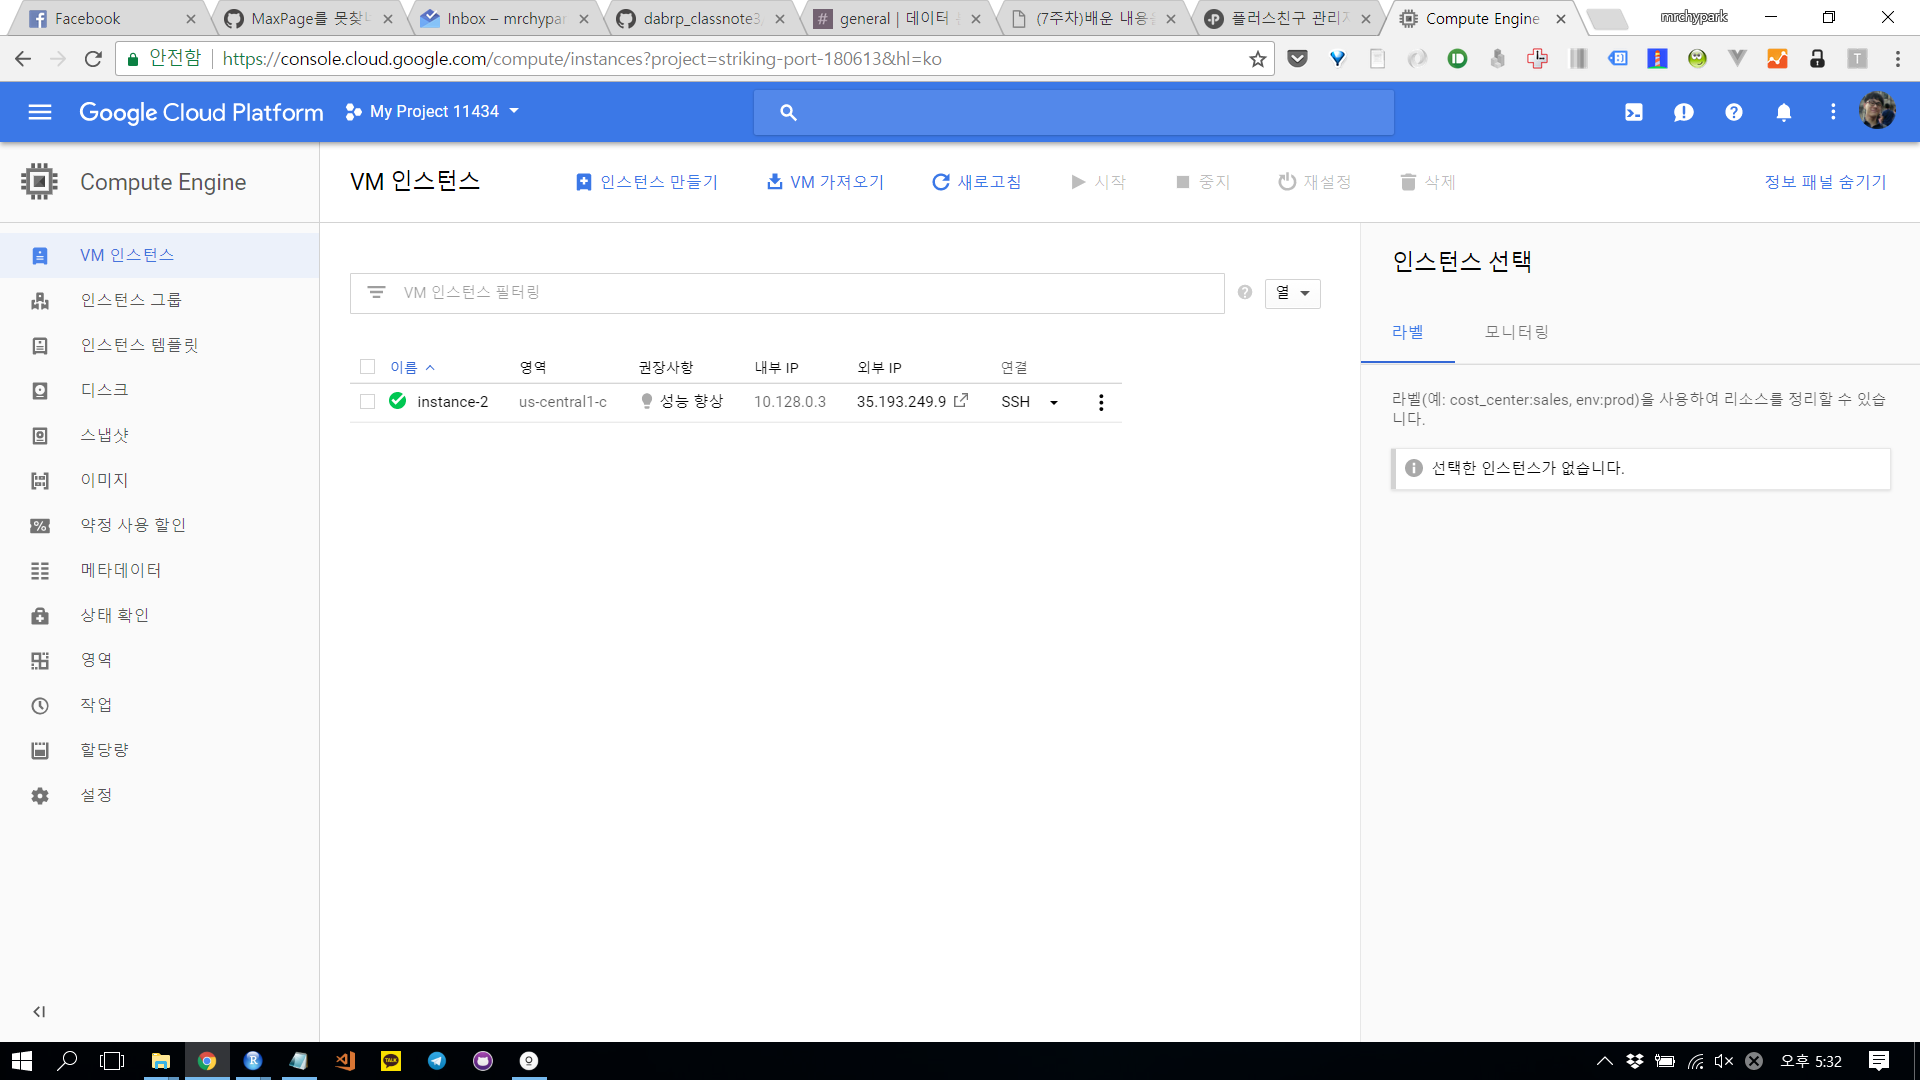 Facebook
MaxPage를 못찾
Inbox – mrchypar
dabrp_classnote3
general | 데이터
(7주차)배운 내용
플러스친구 관리
Compute Engine
mrchypark
안전함
https://console.cloud.google.com/compute/instances?project=striking-port-180613&hl=ko
Google Cloud Platform
My Project 11434
Compute Engine
VM 인스턴스
인스턴스 만들기
VM 가져오기
새로고침
시작
중지
재설정
삭제
정보 패널 숨기기
VM 인스턴스
인스턴스 그룹
인스턴스 템플릿
디스크
스냅샷
이미지
약정 사용 할인
메타데이터
상태 확인
영역
작업
할당량
설정
VM 인스턴스 필터링
열
이름 영역 권장사항 내부 IP 외부 IP 연결
instance-2 us-central1-c 성능 향상 10.128.0.3 35.193.249.9 SSH
인스턴스 선택
라벨
모니터링
라벨(예: cost_center:sales, env:prod)을 사용하여 리소스를 정리할 수 있습
니다.
선택한 인스턴스가 없습니다.
오후 5:32